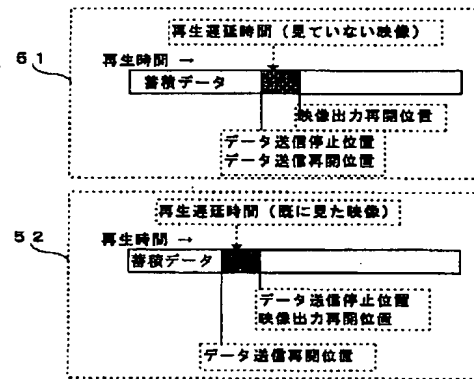 再生遅延時間(見ていない映像)
51
再生時間 →
蓄積データ
映像出力再開位置
データ送信停止位置
データ送信再開位置
再生遅延時間(既に見た映像)
52
再生時間 →
蓄積データ
データ送信停止位置
映像出力再開位置
データ送信再開位置